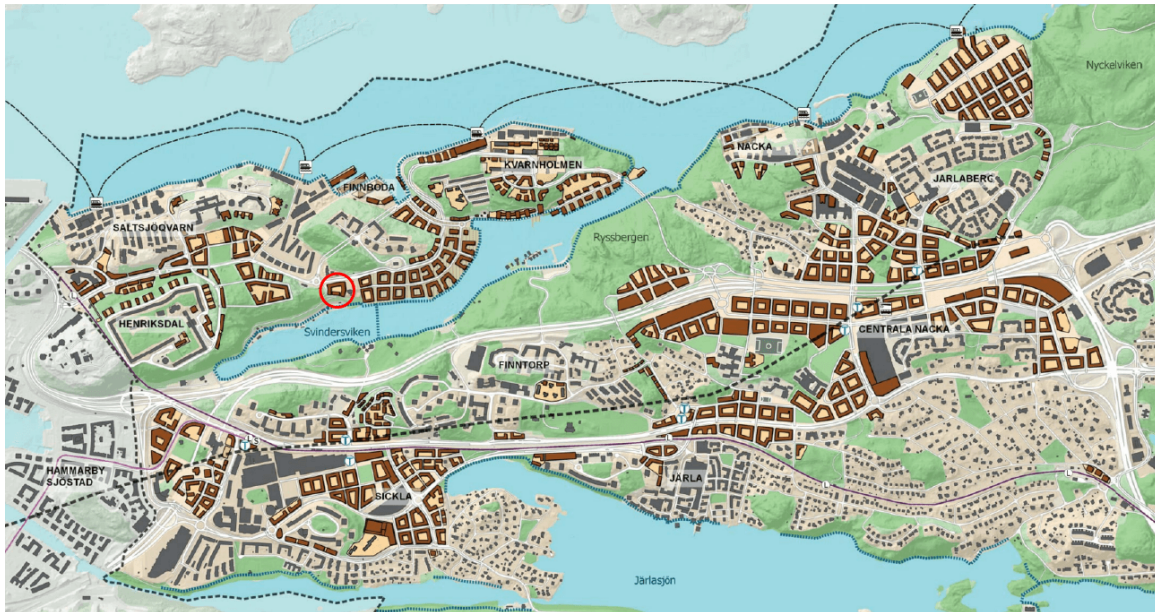 Nyckelviken
NACKA
KVARNHOLMEN
JARLABERG
FINNBODA
SALTSJÖQVARN
Ryssbergen
HENRIKSDAL
Svindersviken
CENTRALA NACKA
FINNTORP
HAMMARBY
SJÖSTAD
JÄRLA
SICKLA
Järlasjön